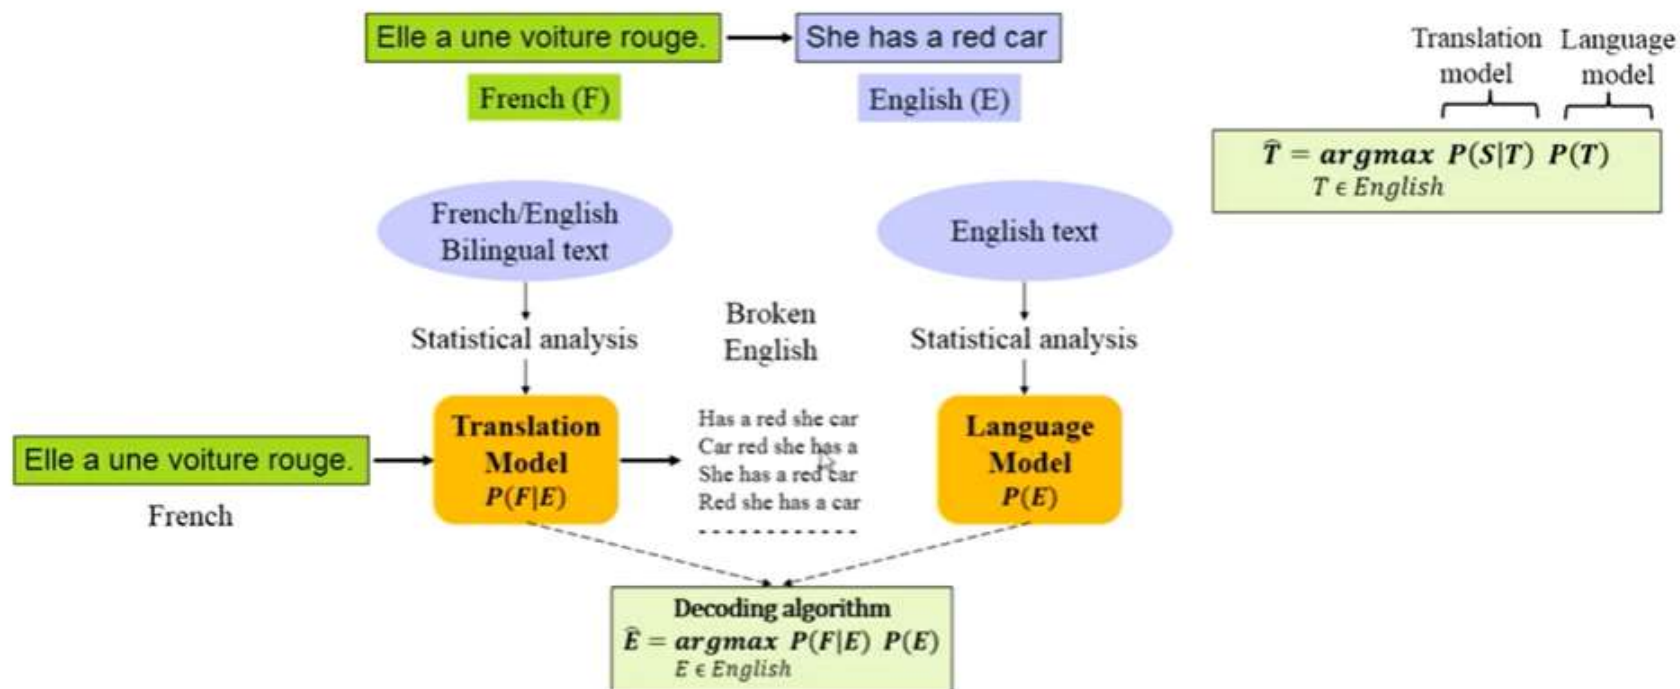 Elle a une voiture rouge.
She has a red car
French (F)
English (E)
Translation model
Language model
T̂ = argmax P(S|T) P(T)
T ϵ English
French/English
Bilingual text
English text
Statistical analysis
Broken
English
Statistical analysis
Elle a une voiture rouge.
French
Translation
Model
P(F|E)
Has a red she car
Car red she has a
She has a red car
Red she has a car
Language
Model
P(E)
Decoding algorithm
Ê = argmax P(F|E) P(E)
E ϵ English